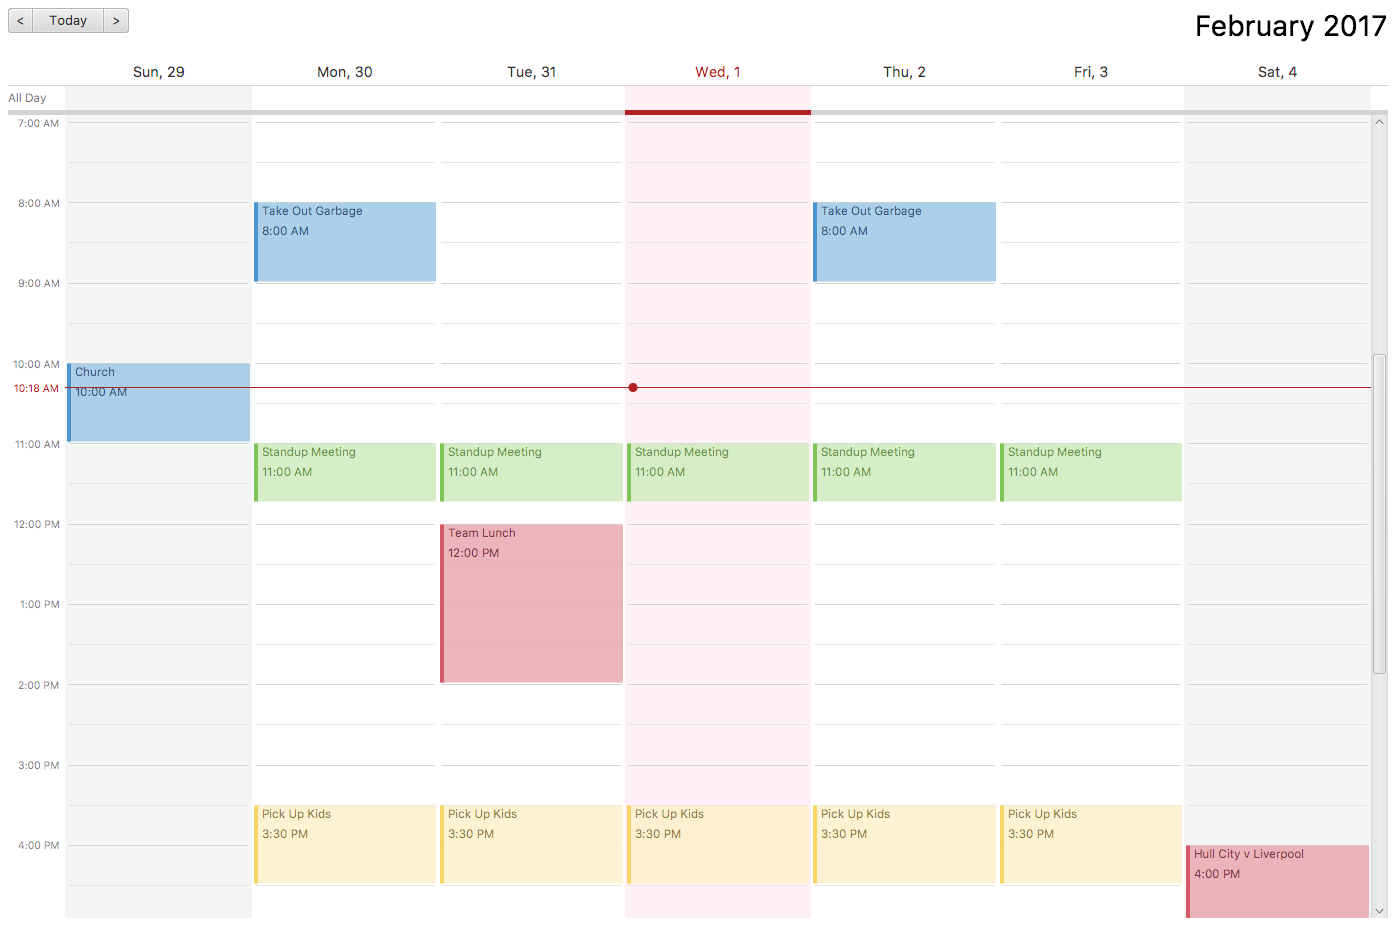 < Today >
February 2017
Sun, 29
Mon, 30
Tue, 31
Wed, 1
Thu, 2
Fri, 3
Sat, 4
All Day
7:00 AM
8:00 AM
Take Out Garbage
8:00 AM
Take Out Garbage
8:00 AM
9:00 AM
10:00 AM
Church
10:00 AM
10:18 AM
11:00 AM
Standup Meeting
11:00 AM
Standup Meeting
11:00 AM
Standup Meeting
11:00 AM
Standup Meeting
11:00 AM
Standup Meeting
11:00 AM
12:00 PM
Team Lunch
12:00 PM
1:00 PM
2:00 PM
3:00 PM
Pick Up Kids
3:30 PM
Pick Up Kids
3:30 PM
Pick Up Kids
3:30 PM
Pick Up Kids
3:30 PM
Pick Up Kids
3:30 PM
4:00 PM
Hull City v Liverpool
4:00 PM